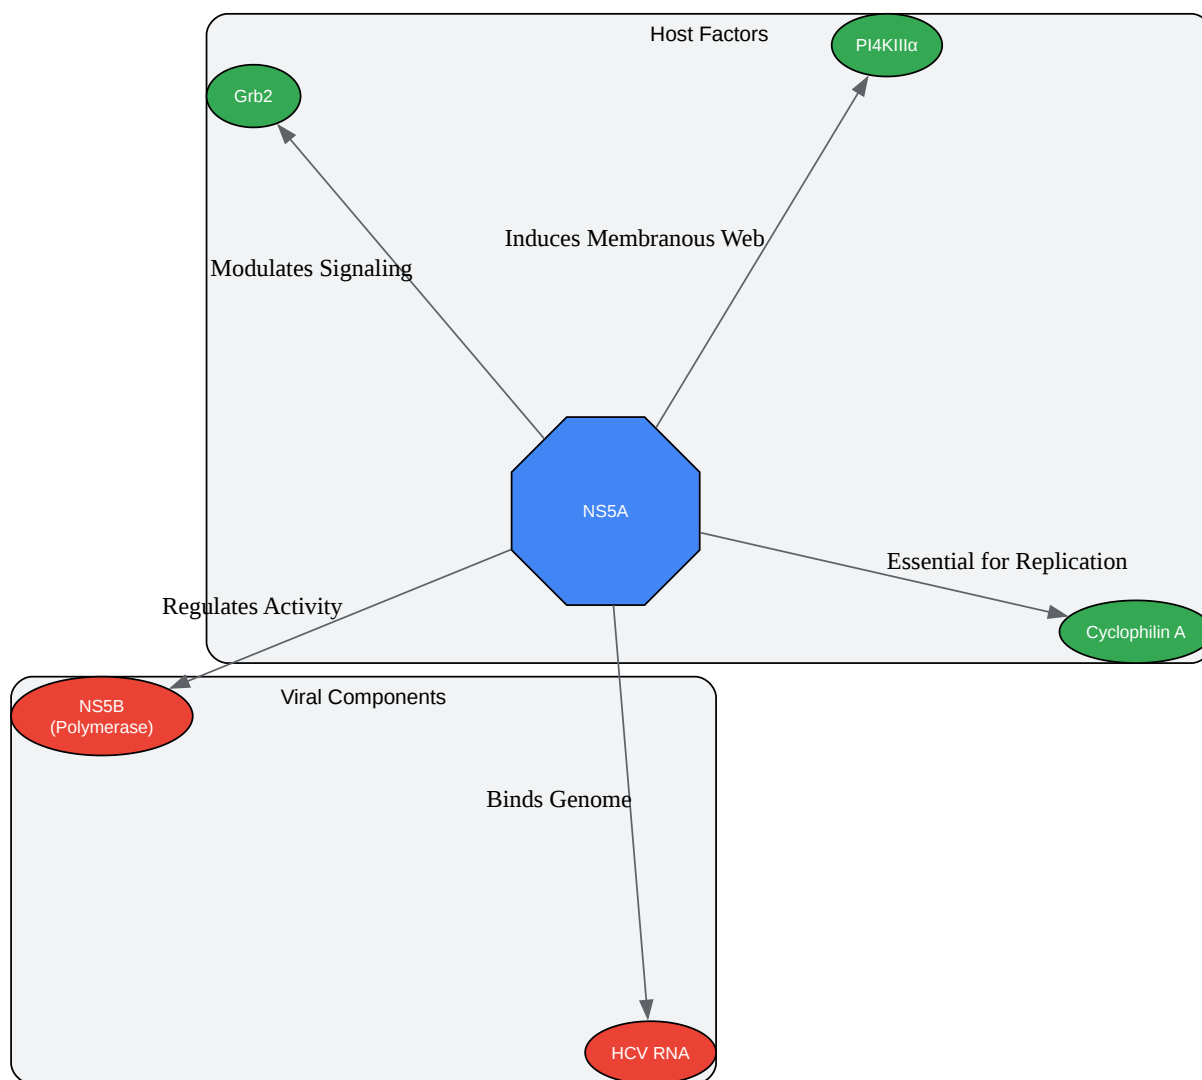 Host Factors
PI4KIIIα
Grb2
Induces Membranous Web
Modulates Signaling
NS5A
Essential for Replication
Regulates Activity
Cyclophilin A
Viral Components
NS5B
(Polymerase)
Binds Genome
HCV RNA